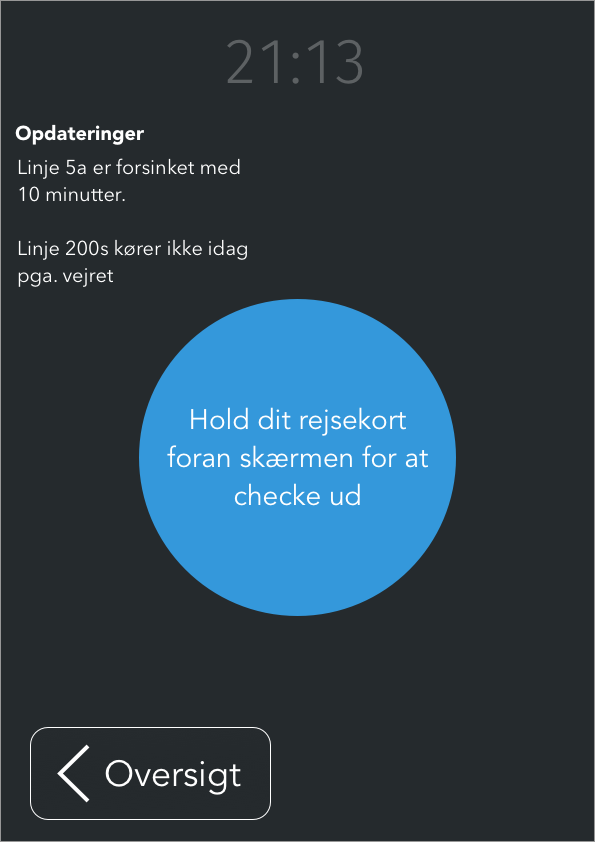 21:13
Opdateringer
Linje 5a er forsinket med
10 minutter.
Linje 200s kører ikke idag
pga. vejret
Hold dit rejsekort
foran skærmen for at
checke ud
Oversigt